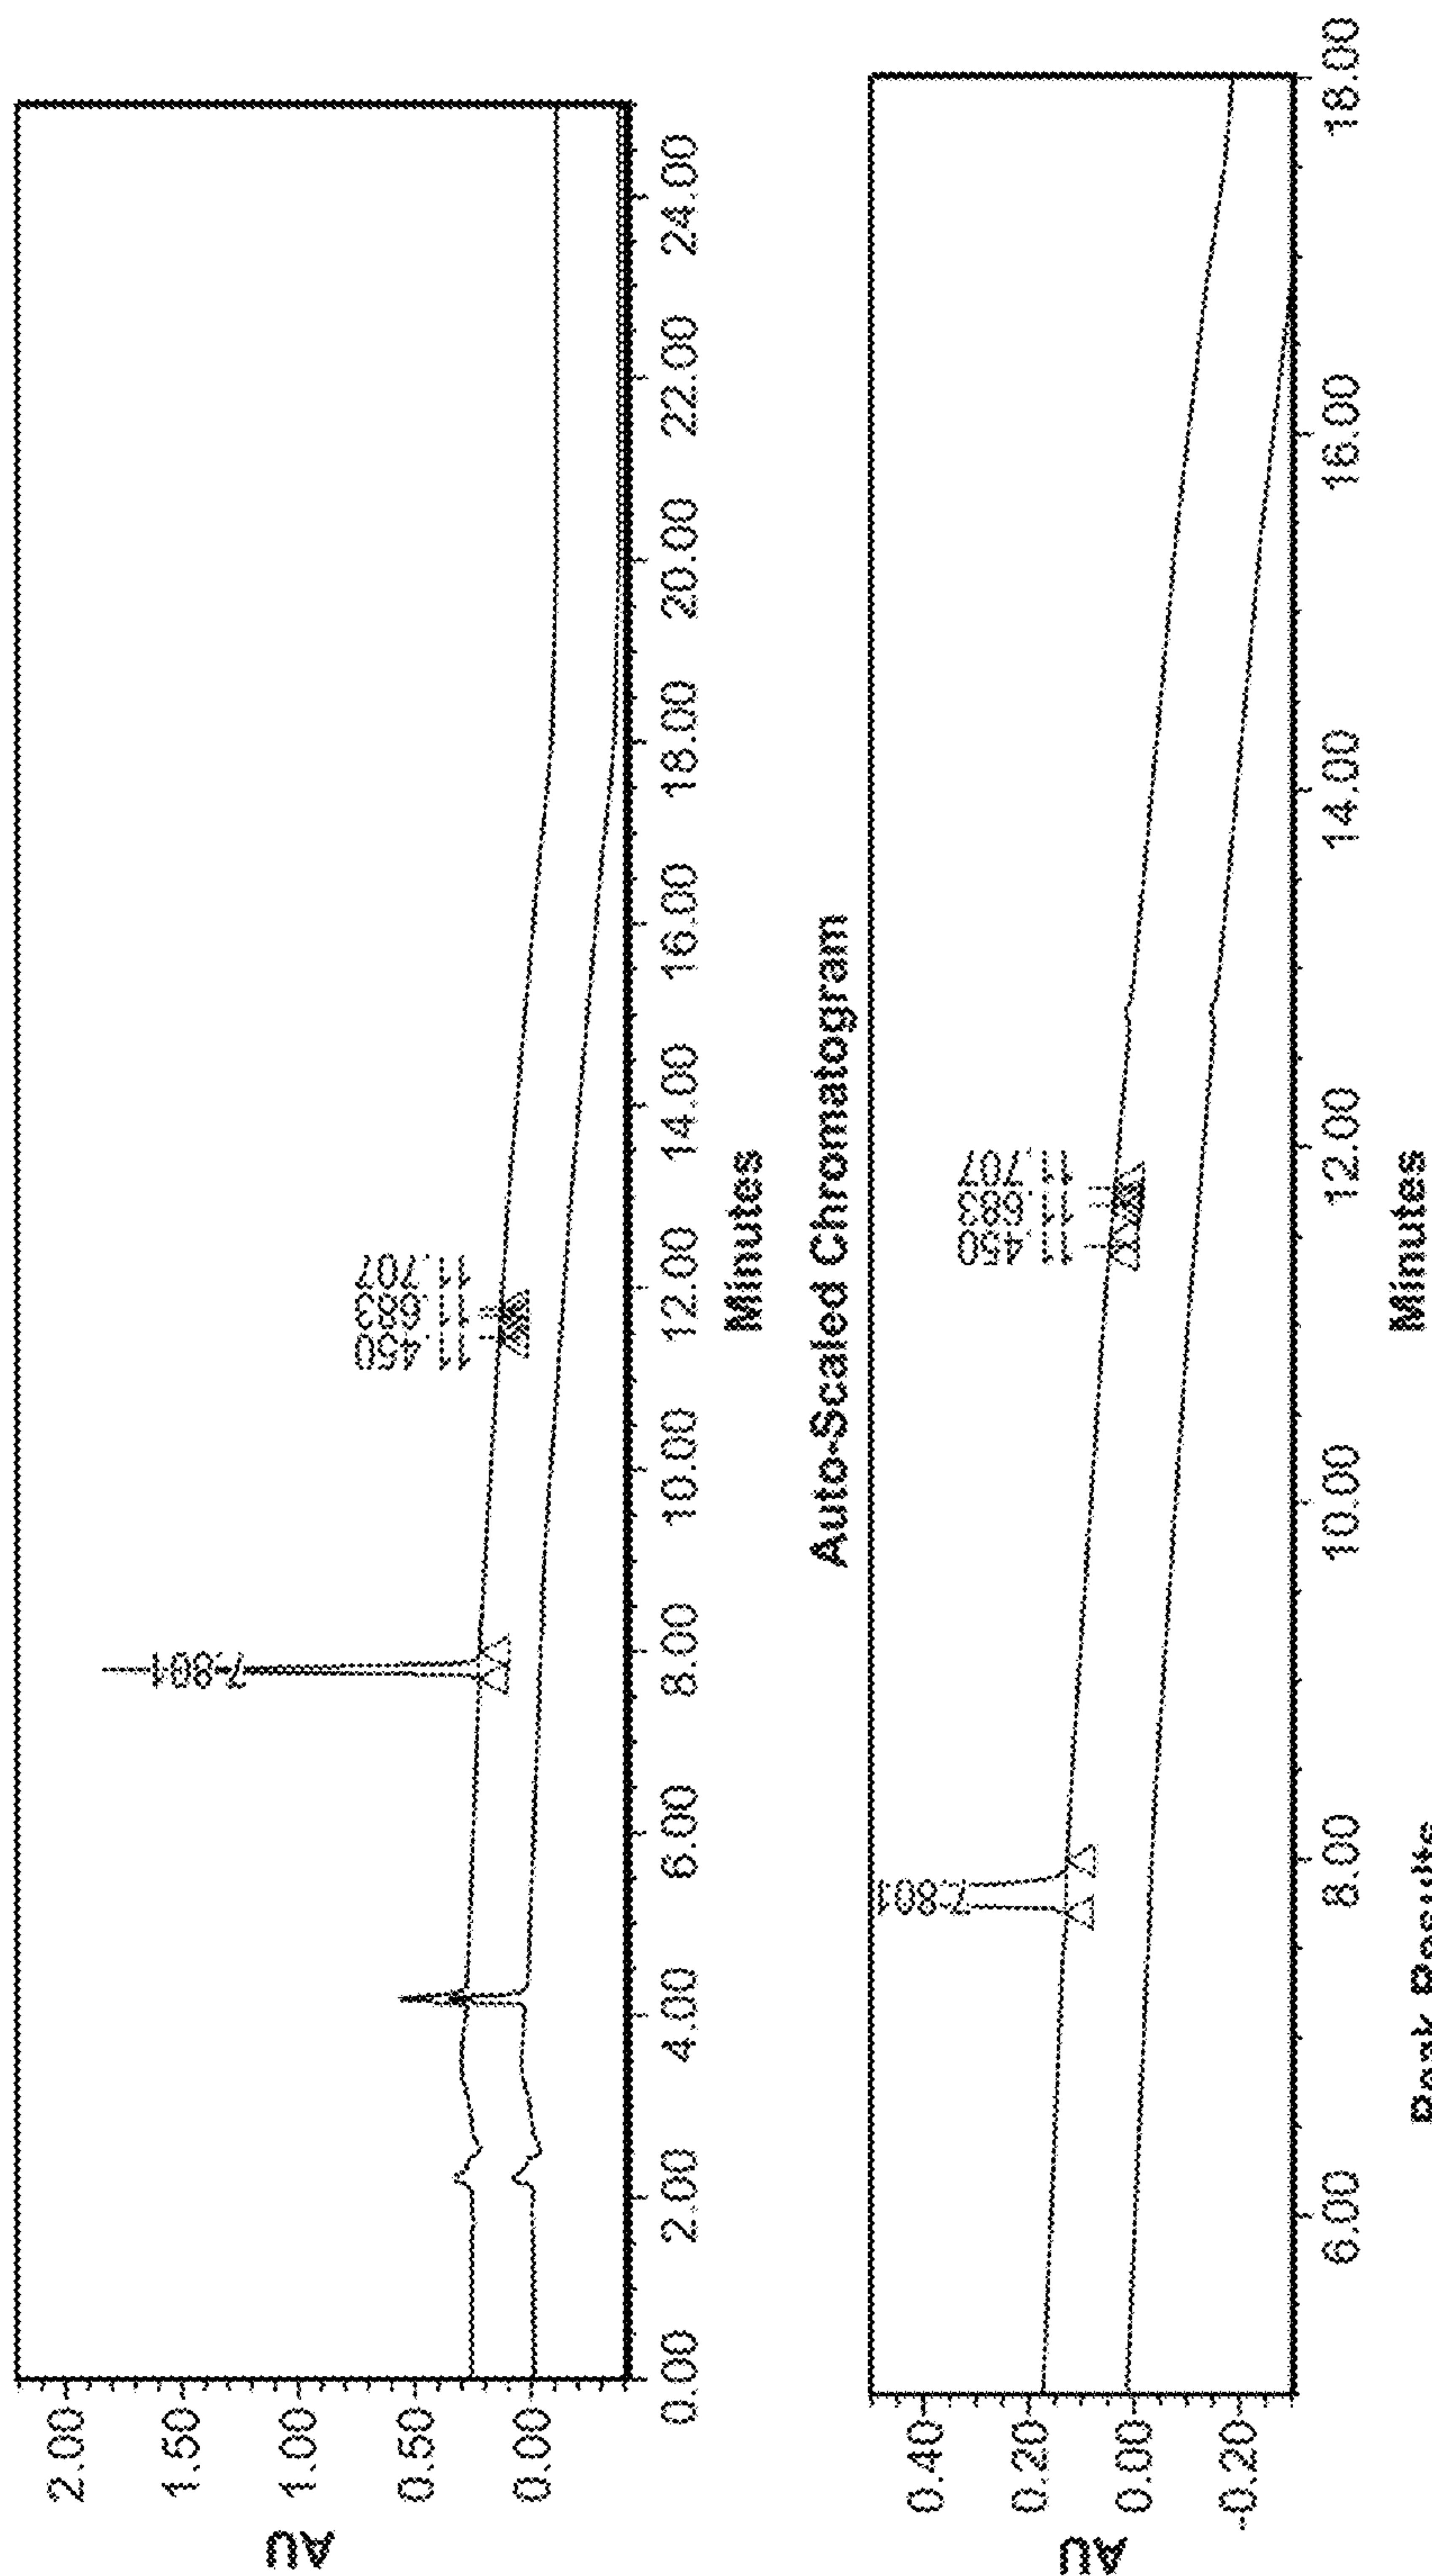 AU
2.00
1.50
1.00
0.50
0.00
7.801
11.450
11.683
11.707
0.00 2.00 4.00 6.00 8.00 10.00 12.00 14.00 16.00 18.00 20.00 22.00 24.00
Minutes
Auto-Scaled Chromatogram
AU
0.40
0.20
0.00
-0.20
7.801
11.450
11.683
11.707
6.00 8.00 10.00 12.00 14.00 16.00 18.00
Minutes
Peak Results